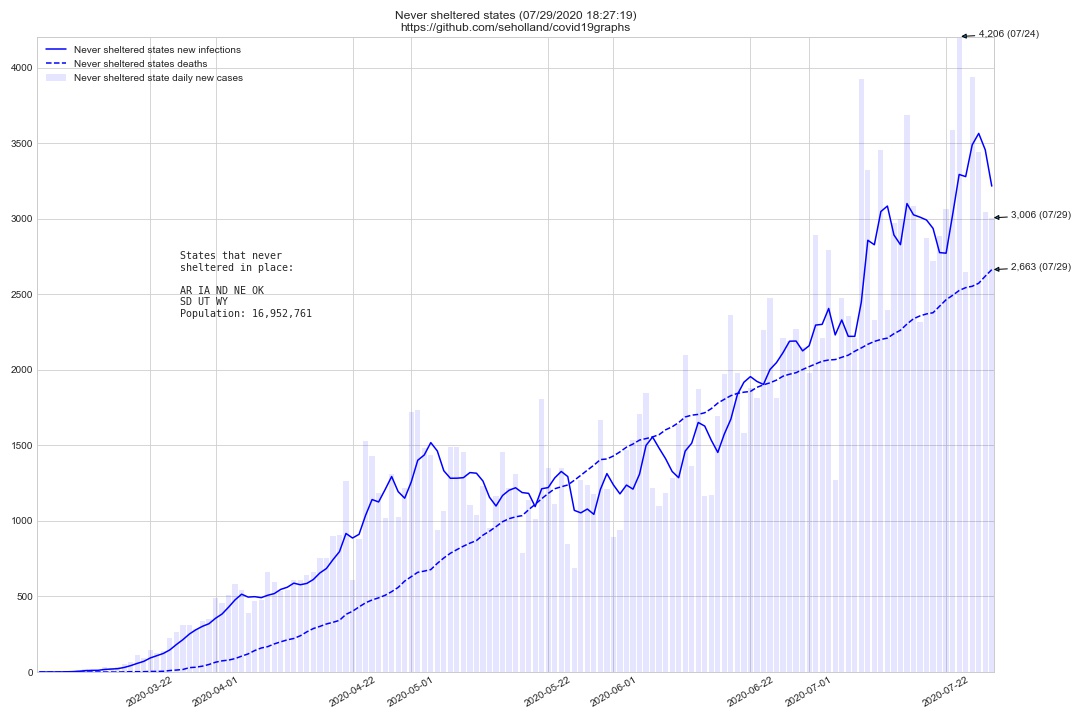 Never sheltered states (07/29/2020 18:27:19)
https://github.com/seholland/covid19graphs
4,206 (07/24)
Never sheltered states new infections
Never sheltered states deaths
Never sheltered state daily new cases
4000
3500
3000
3,006 (07/29)
States that never
sheltered in place:
AR IA ND NE OK
SD UT WY
Population: 16,952,761
2,663 (07/29)
2500
2000
1500
1000
500
0
2020-03-22
2020-04-01
2020-04-22
2020-05-01
2020-05-22
2020-06-01
2020-06-22
2020-07-01
2020-07-22